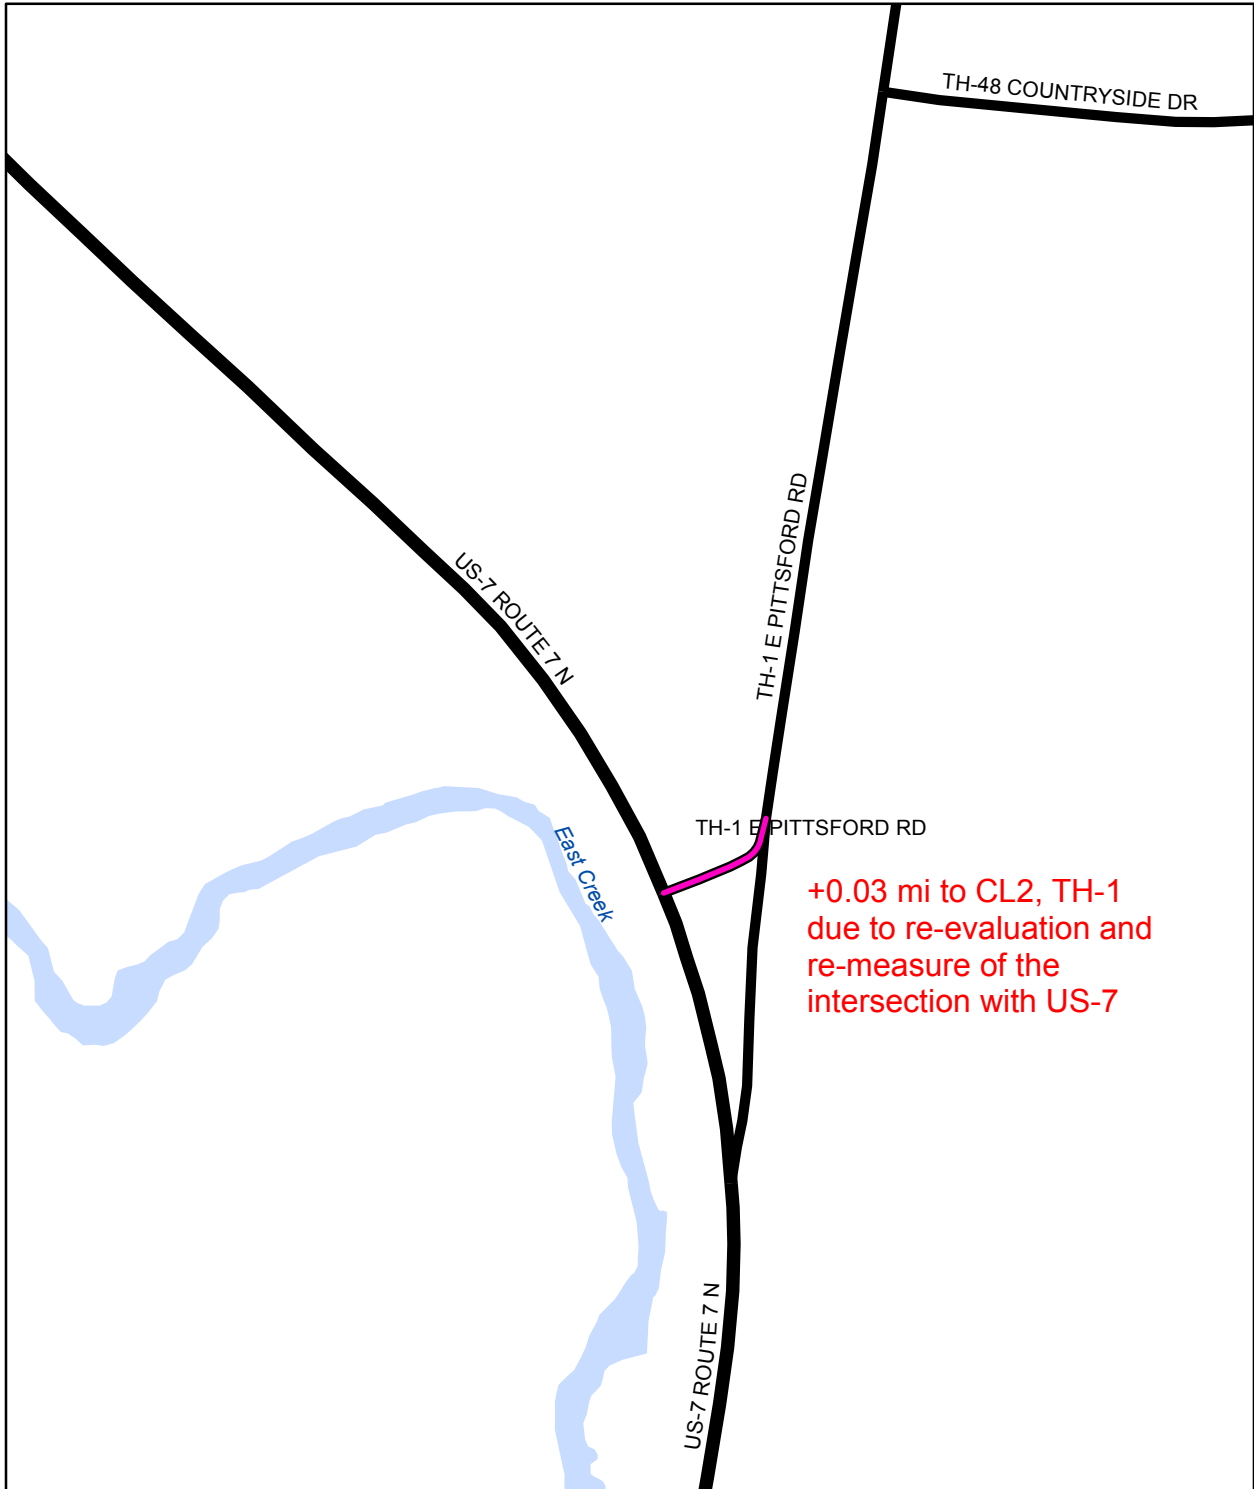 TH-48 COUNTRYSIDE DR
TH-1 E PITTSFORD RD
US-7 ROUTE 7 N
TH-1 E PITTSFORD RD
East Creek
+0.03 mi to CL2, TH-1
due to re-evaluation and
re-measure of the
intersection with US-7
US-7 ROUTE 7 N